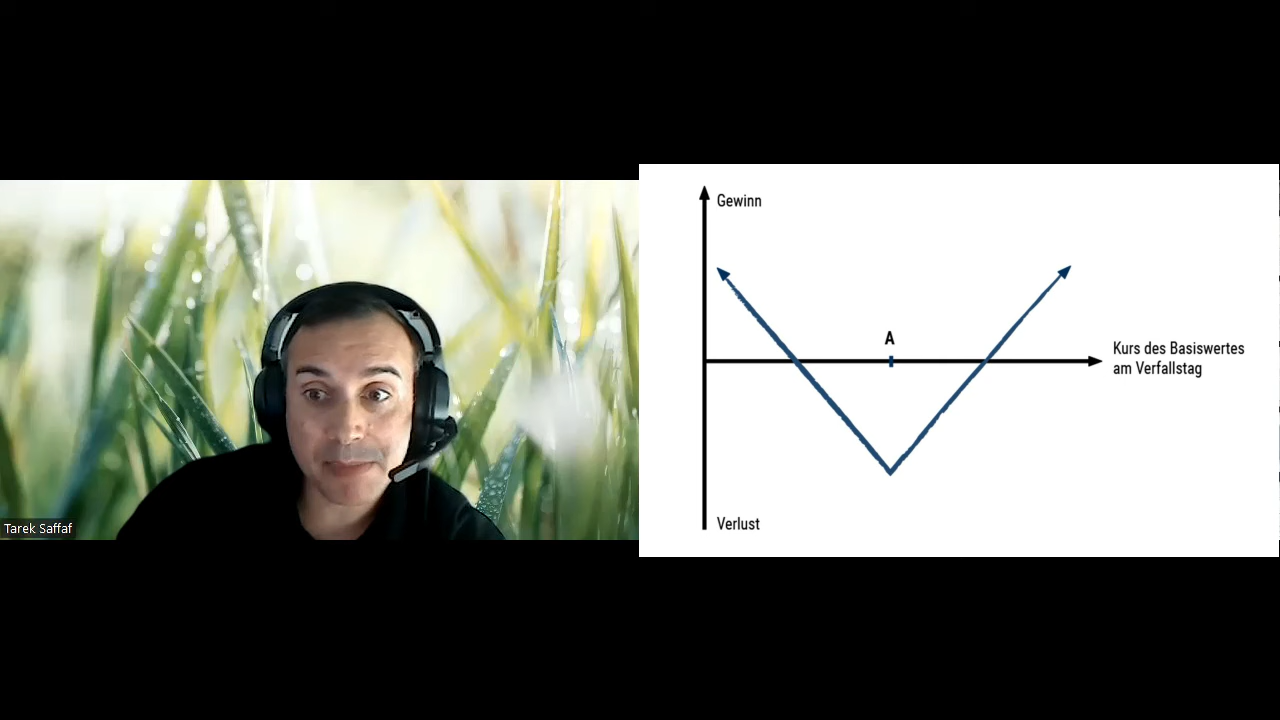 Tarek Saffaf
Gewinn
A
Kurs des Basiswertes
am Verfallstag
Verlust